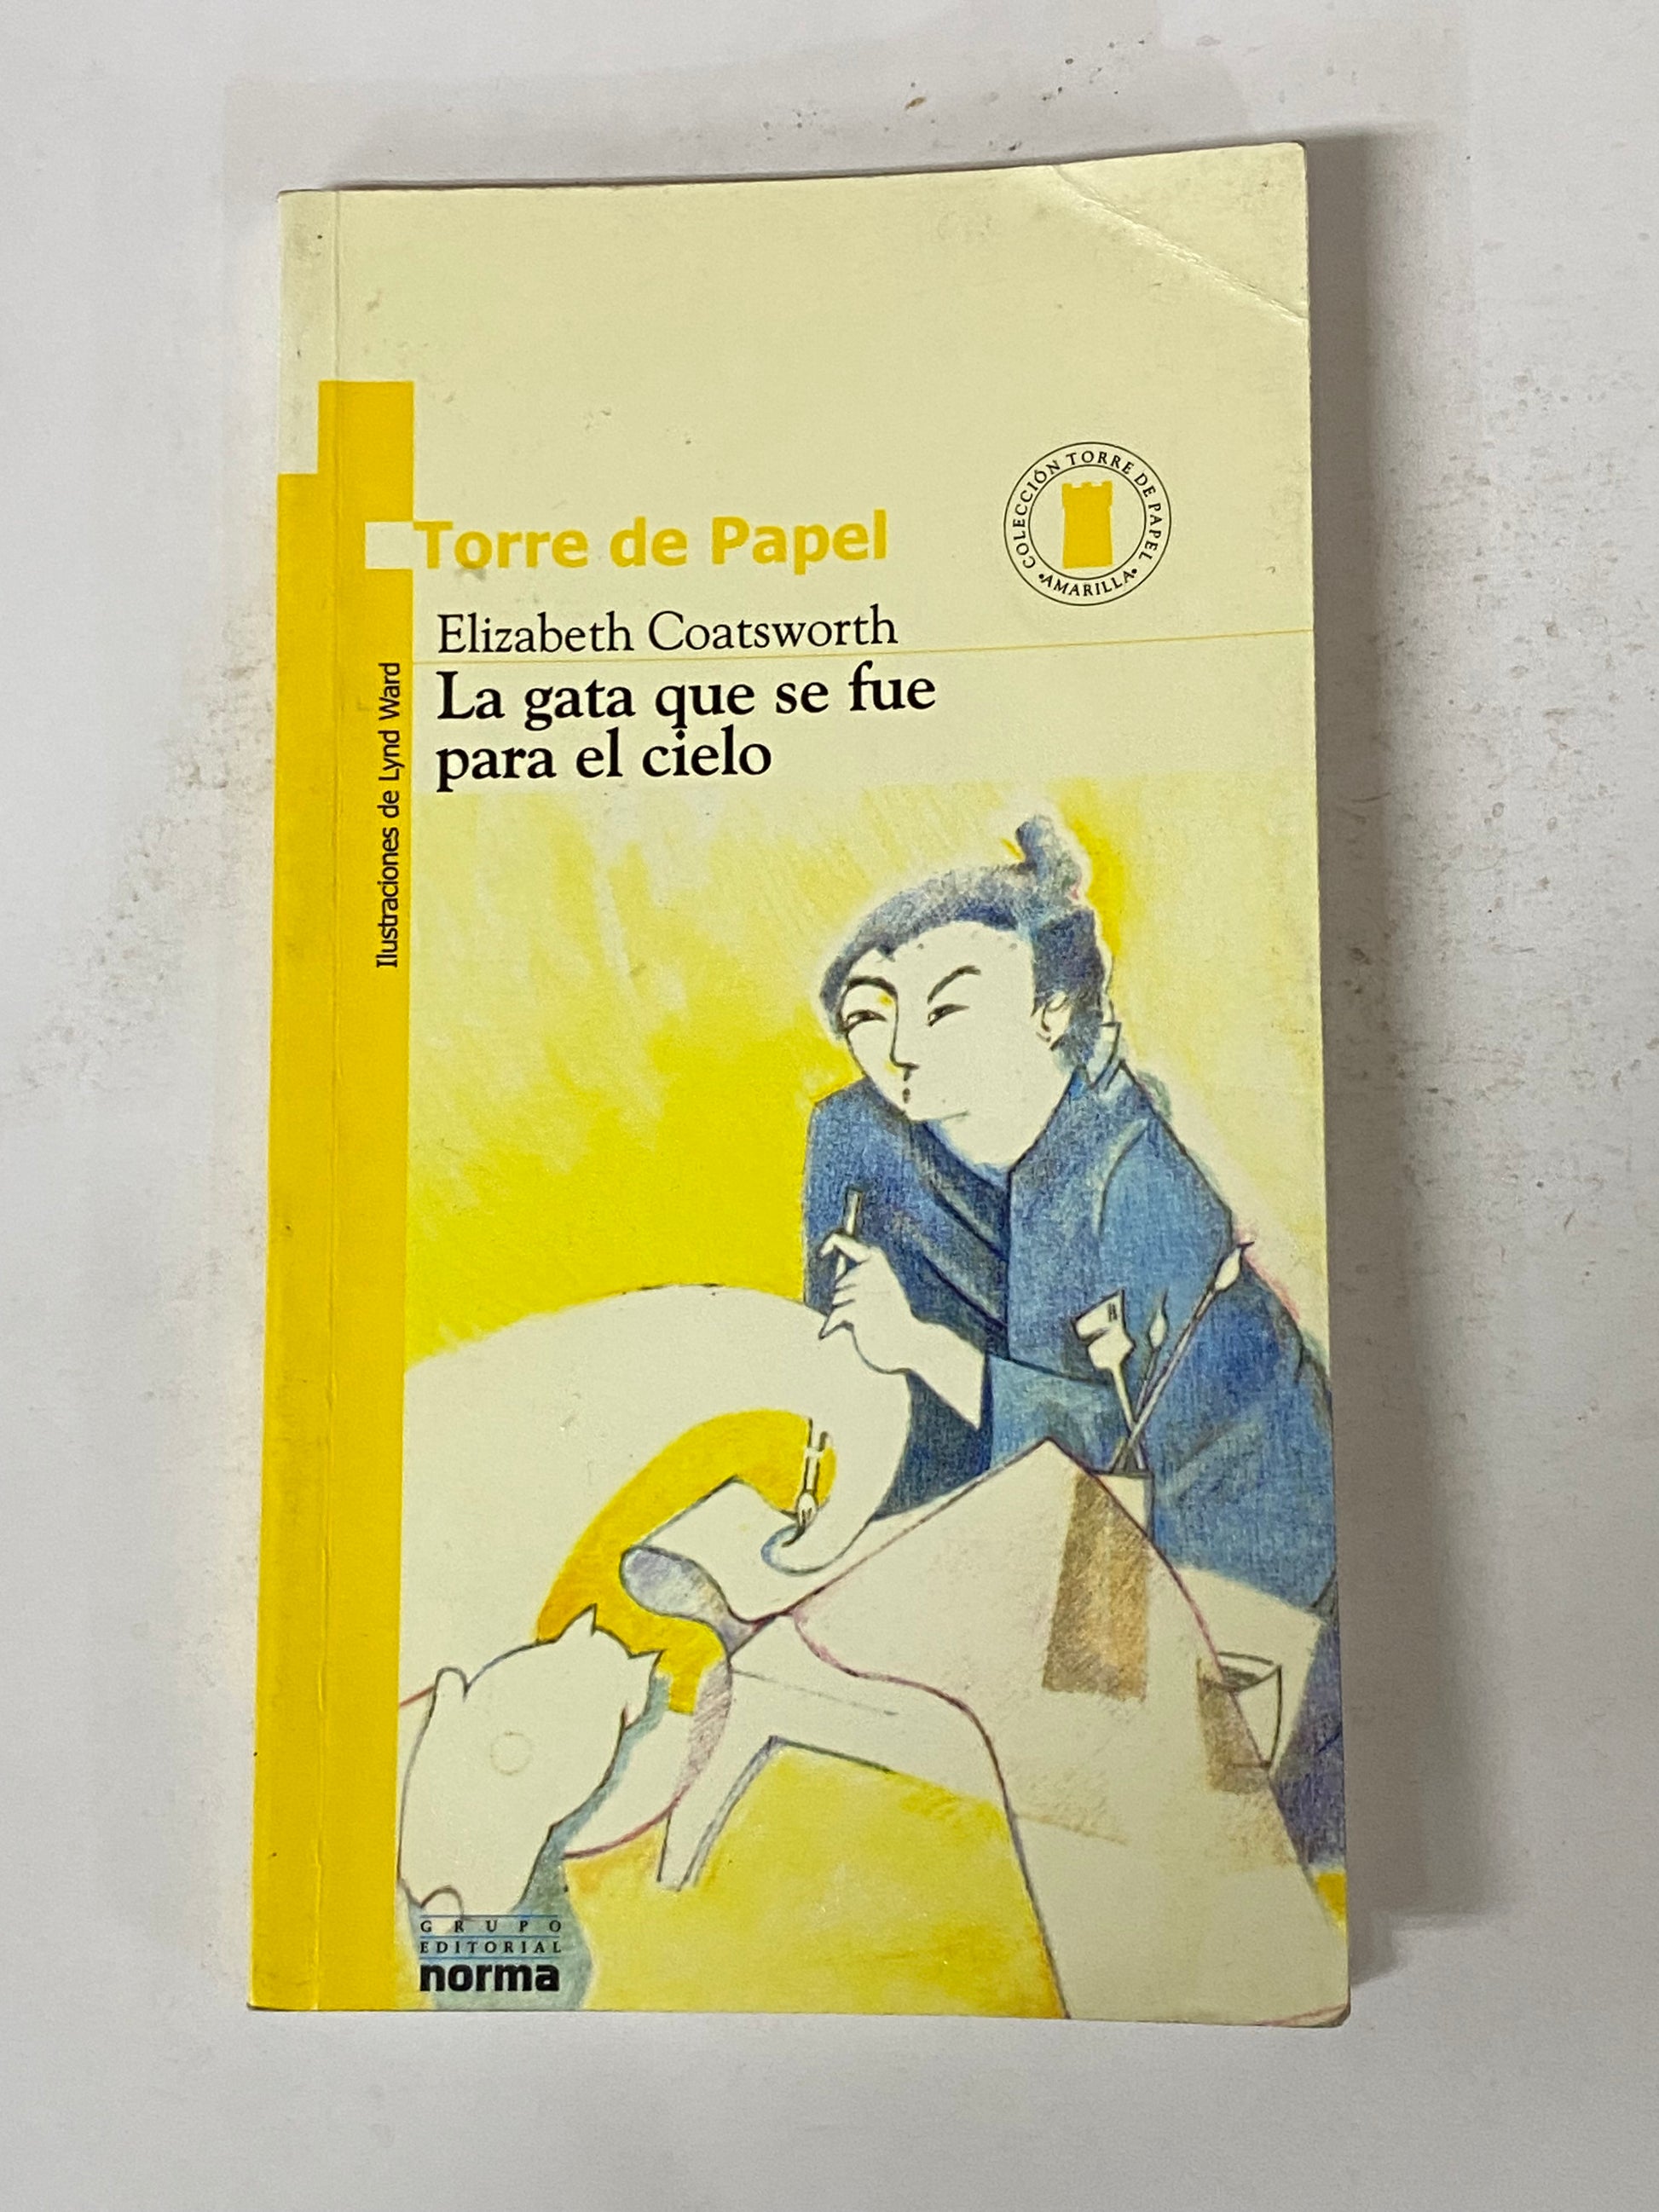 Torre de Papel
COLECCIÓN TORRE DE PAPEL
•AMARILLA•
Elizabeth Coatsworth
La gata que se fue
para el cielo
Ilustraciones de Lynd Ward
GRUPO
EDITORIAL
norma